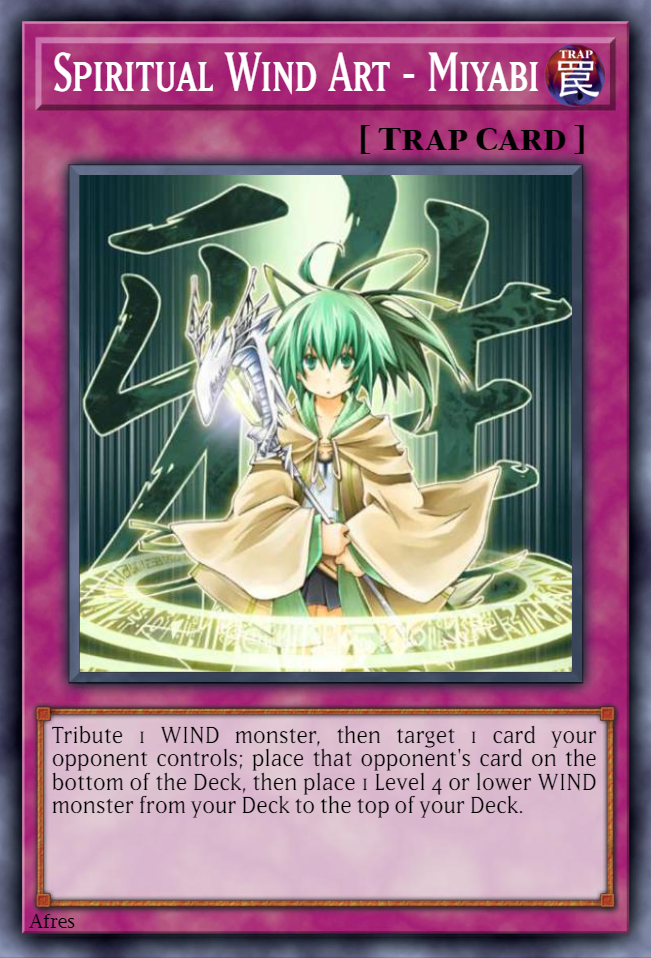 Spiritual Wind Art - Miyabi
TRAP
罠
[ Trap Card ]
Tribute 1 WIND monster, then target 1 card your
opponent controls; place that opponent's card on the
bottom of the Deck, then place 1 Level 4 or lower WIND
monster from your Deck to the top of your Deck.
Afres